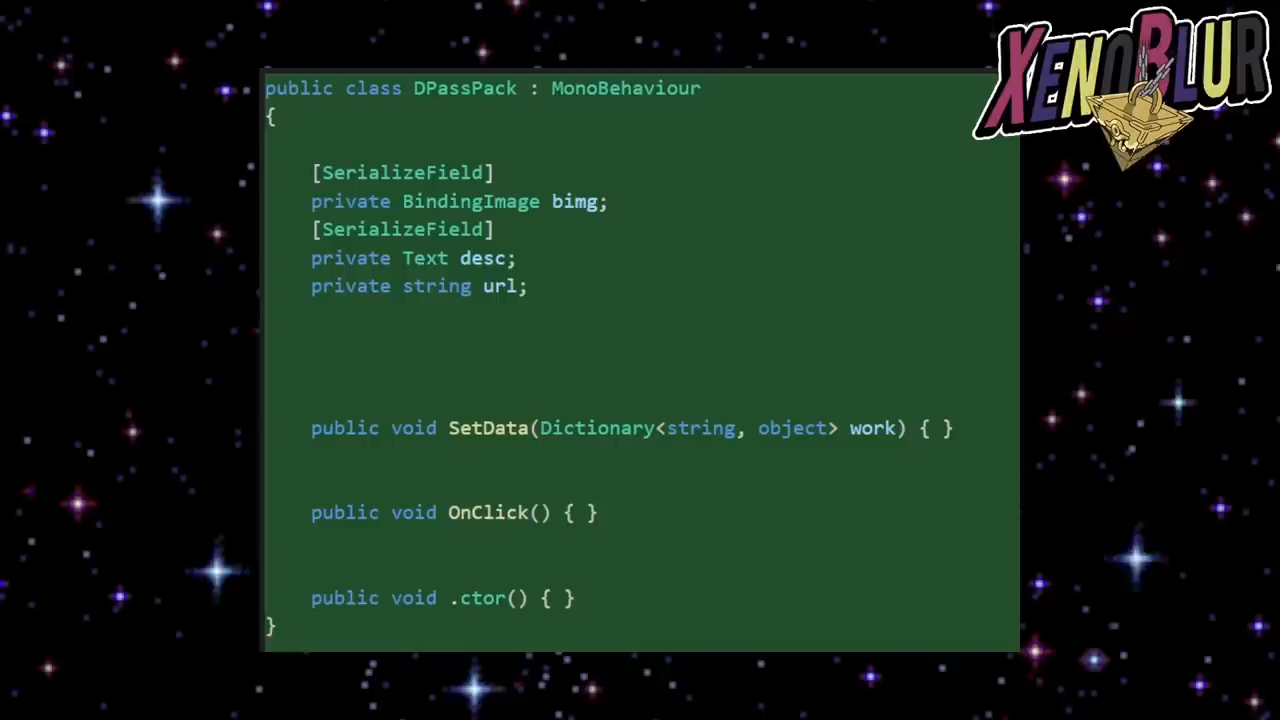 XENOBLUR
public class DPassPack : MonoBehaviour
{
[SerializeField]
private BindingImage bimg;
[SerializeField]
private Text desc;
private string url;
public void SetData(Dictionary<string, object> work) { }
public void OnClick() { }
public void .ctor() { }
}